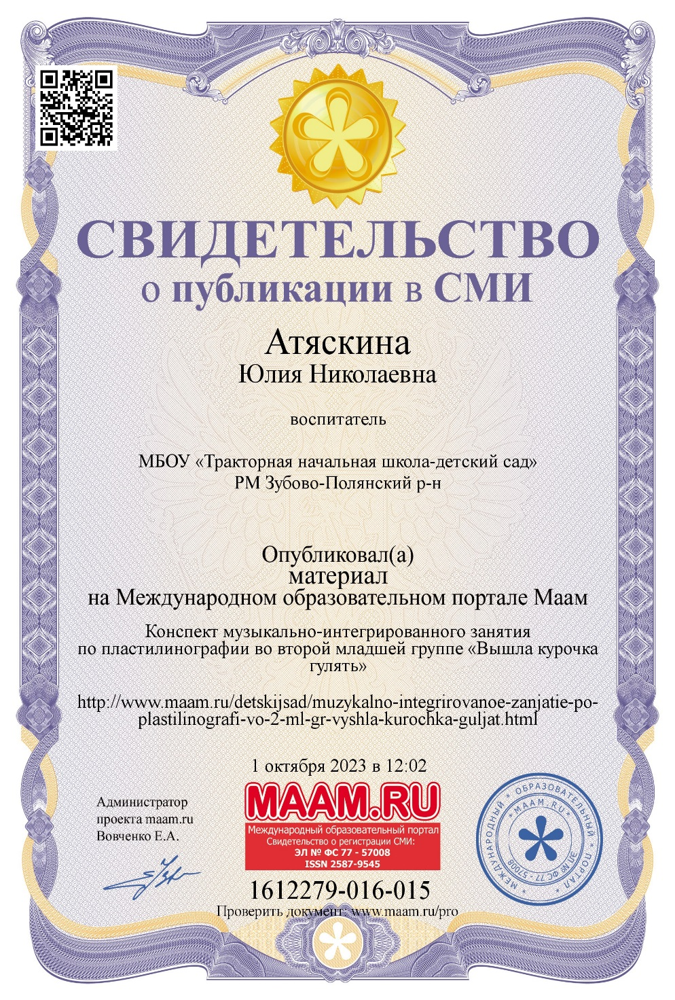 СВИДЕТЕЛЬСТВО
о публикации в СМИ
Атяскина
Юлия Николаевна
воспитатель
МБОУ «Тракторная начальная школа-детский сад»
РМ Зубово-Полянский р-н
Опубликовал(а)
материал
на Международном образовательном портале Маам
Конспект музыкально-интегрированного занятия
по пластилинографии во второй младшей группе «Вышла курочка
гулять»
http://www.maam.ru/detskijsad/muzykalno-integrirovanoe-zanjatie-po-
plastilinografi-vo-2-ml-gr-vyshla-kurochka-guljat.html
1 октября 2023 в 12:02
Администратор
проекта maam.ru
Вовченко Е.А.
MAAM.RU
Международный образовательный портал
Свидетельство о регистрации СМИ:
ЭЛ № ФС 77 - 57008
ISSN 2587-9545
* МЕЖДУНАРОДНЫЙ * ОБРАЗОВАТЕЛЬНЫЙ * ПОРТАЛ *
* MAAM.RU *
ЭЛ № ФС 77 - 57008
1612279-016-015
Проверить документ: www.maam.ru/pro